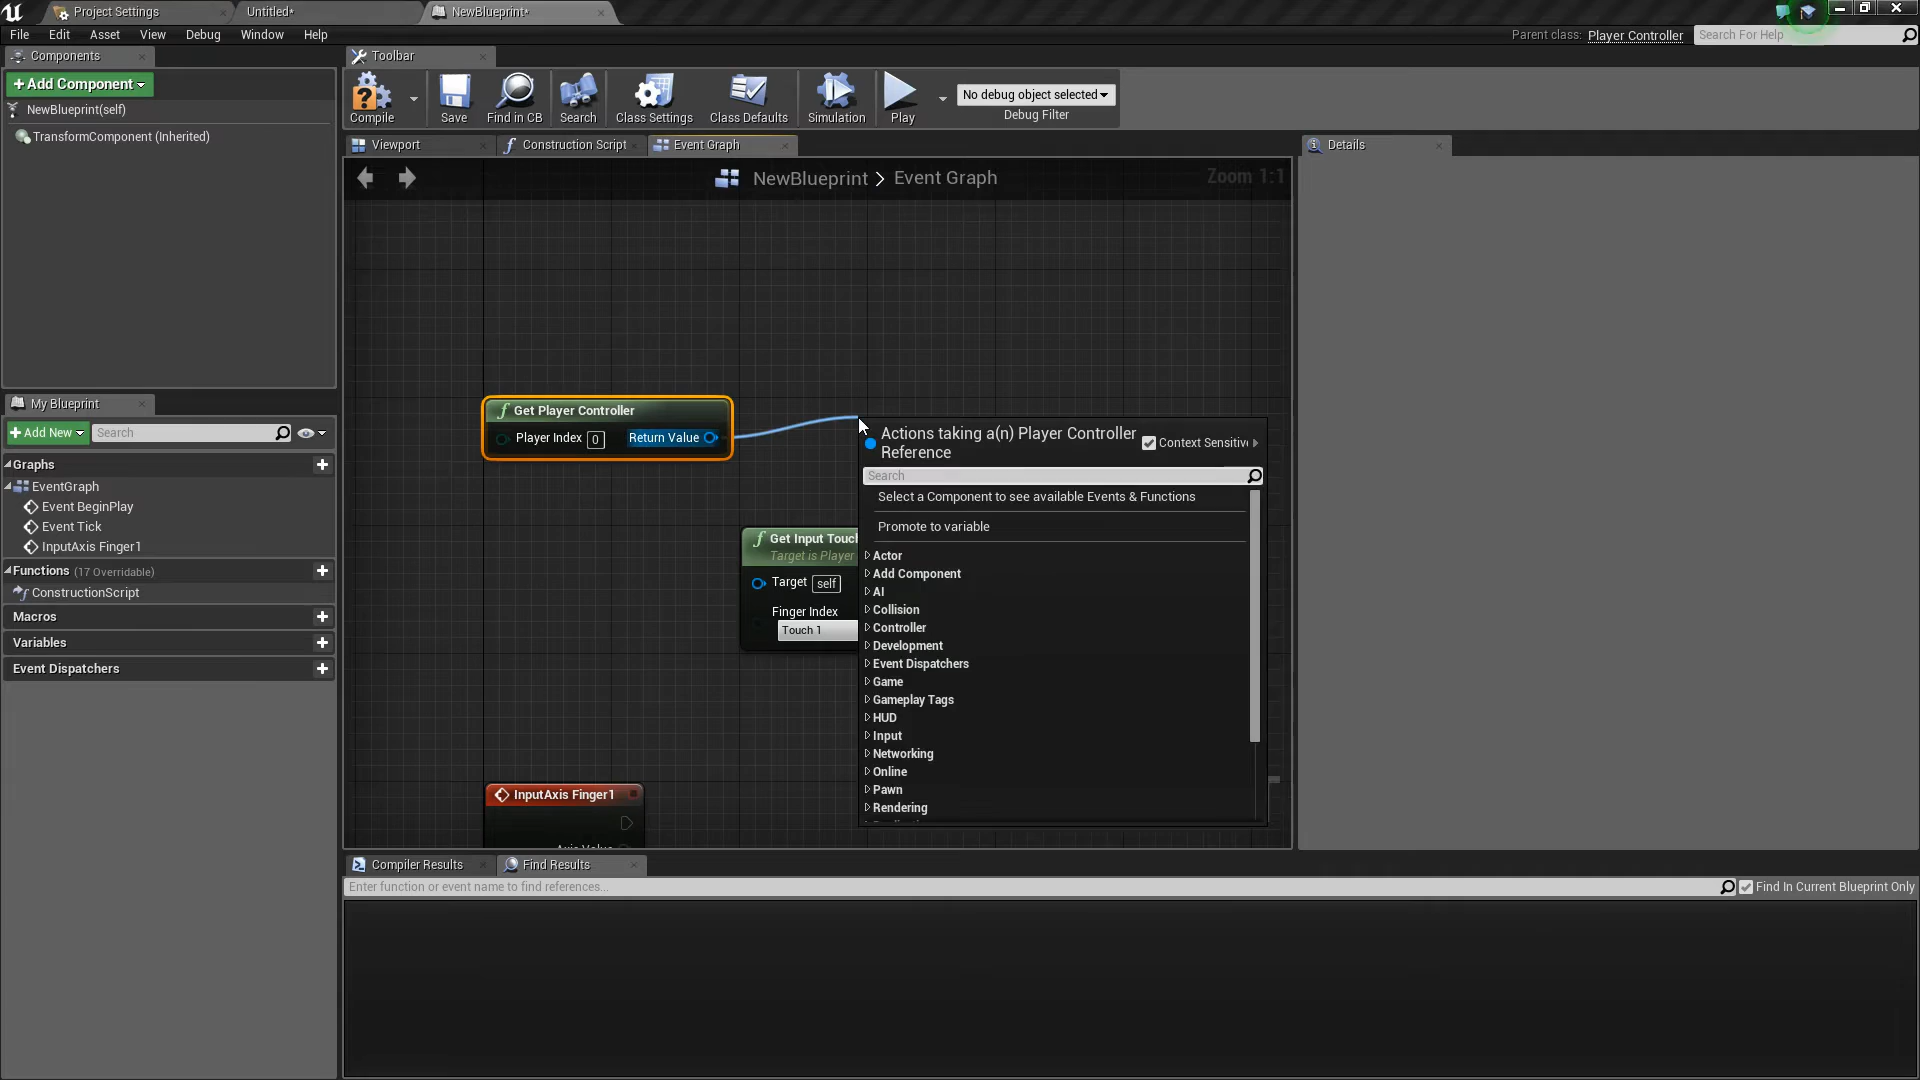 Project Settings
Untitled*
NewBlueprint*
File Edit Asset View Debug Window Help
Parent class: Player Controller
Search For Help
Components
+Add Component
NewBlueprint(self)
TransformComponent (Inherited)
Toolbar
Compile
Save
Find in CB
Search
Class Settings
Class Defaults
Simulation
Play
No debug object selected
Debug Filter
Viewport
Construction Script
Event Graph
Details
NewBlueprint > Event Graph
Zoom 1:1
My Blueprint
+Add New
Search
Graphs
EventGraph
Event BeginPlay
Event Tick
InputAxis Finger1
Functions (17 Overridable)
ConstructionScript
Macros
Variables
Event Dispatchers
Get Player Controller
Player Index 0
Return Value
Get Input Touch
Target is Player
Target self
Finger Index
Touch 1
InputAxis Finger1
Actions taking a(n) Player Controller
Reference
Context Sensitiv
Search
Select a Component to see available Events & Functions
Promote to variable
Actor
Add Component
AI
Collision
Controller
Development
Event Dispatchers
Game
Gameplay Tags
HUD
Input
Networking
Online
Pawn
Rendering
Compiler Results
Find Results
Enter function or event name to find references...
Find In Current Blueprint Only